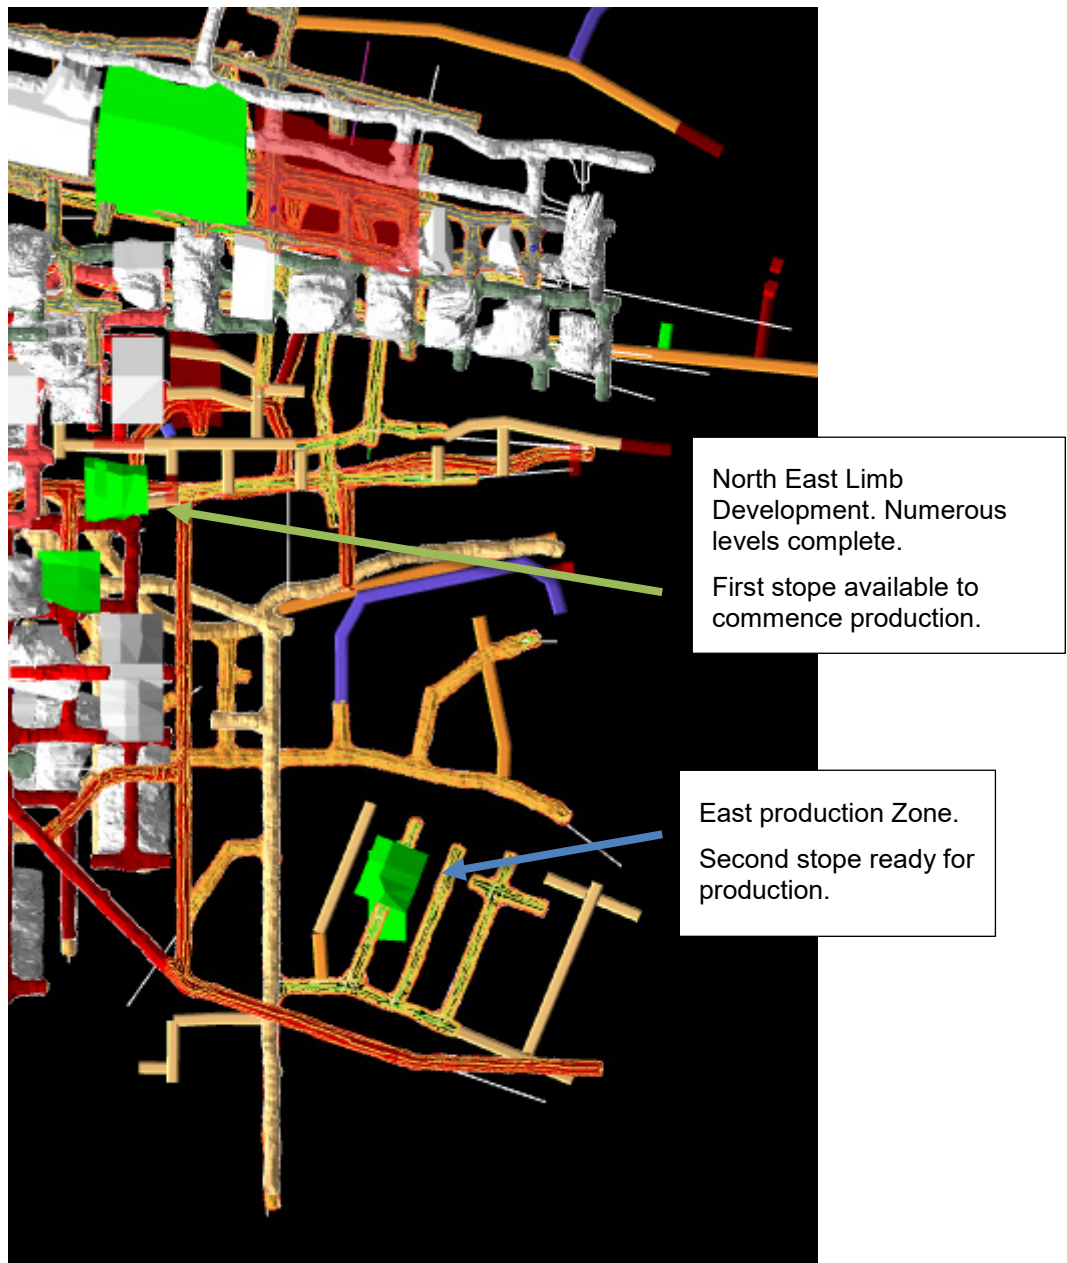 North East Limb
Development. Numerous
levels complete.
First stope available to
commence production.
East production Zone.
Second stope ready for
production.